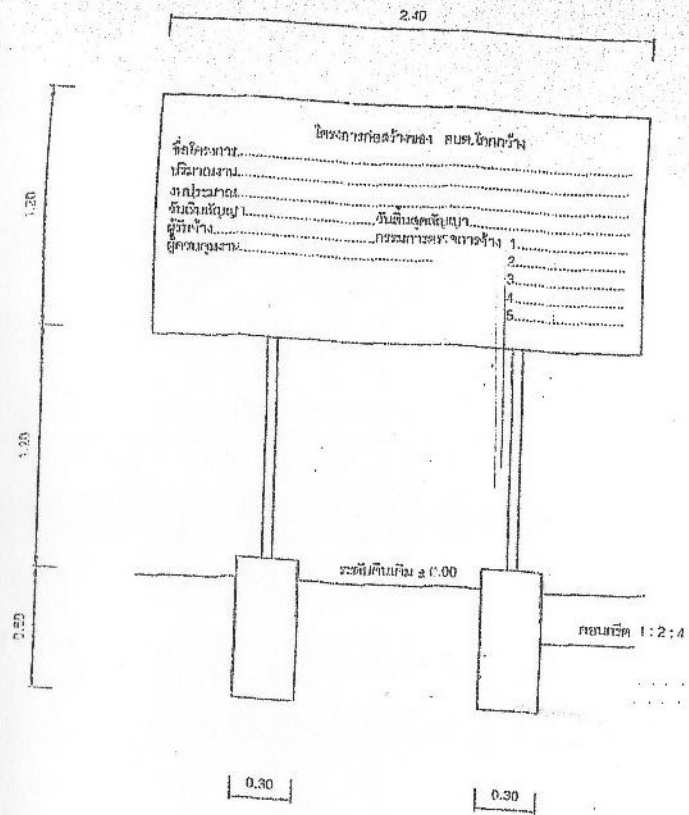 2.40
1.20
โครงการก่อสร้างของ อบต.โคกกว้าง
ชื่อโครงการ
ปริมาณงาน
งบประมาณ
วันเริ่มสัญญา วันสิ้นสุดสัญญา
ผู้รับจ้าง กรรมการตรวจการจ้าง 1
ผู้ควบคุมงาน 2
3
4
5
1.20
ระดับดินเดิม ± 0.00
คอนกรีต 1:2:4
0.30
0.30